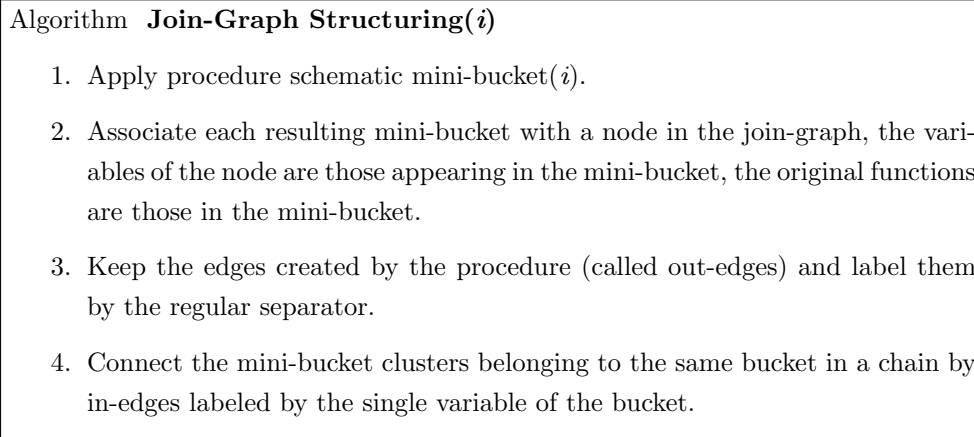 Algorithm Join-Graph Structuring(i)
1. Apply procedure schematic mini-bucket(i).
2. Associate each resulting mini-bucket with a node in the join-graph, the vari-
ables of the node are those appearing in the mini-bucket, the original functions
are those in the mini-bucket.
3. Keep the edges created by the procedure (called out-edges) and label them
by the regular separator.
4. Connect the mini-bucket clusters belonging to the same bucket in a chain by
in-edges labeled by the single variable of the bucket.